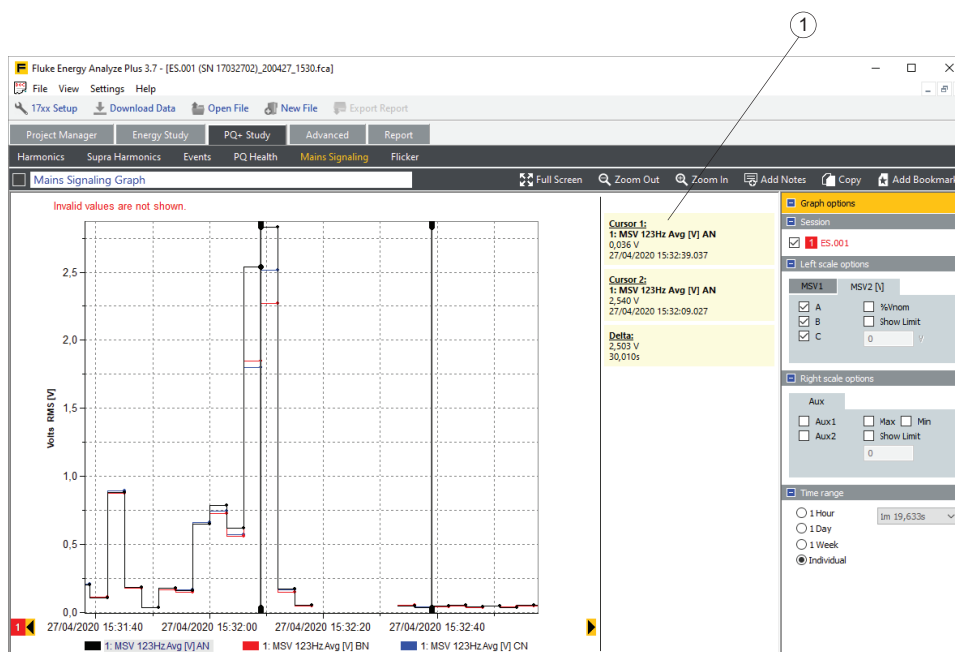 1
Fluke Energy Analyze Plus 3.7 - [ES.001 (SN 17032702)_200427_1530.fca]
File View Settings Help
17xx Setup Download Data Open File New File Export Report
Project Manager Energy Study PQ+ Study Advanced Report
Harmonics Supra Harmonics Events PQ Health Mains Signaling Flicker
Mains Signaling Graph Full Screen Zoom Out Zoom In Add Notes Copy Add Bookmark
Invalid values are not shown.
Volts RMS [V]
2,5
2,0
1,5
1,0
0,5
0,0
1
27/04/2020 15:31:40 27/04/2020 15:32:00 27/04/2020 15:32:20 27/04/2020 15:32:40
1: MSV 123Hz Avg [V] AN 1: MSV 123Hz Avg [V] BN 1: MSV 123Hz Avg [V] CN
Cursor 1:
1: MSV 123Hz Avg [V] AN
0,036 V
27/04/2020 15:32:39.037
Cursor 2:
1: MSV 123Hz Avg [V] AN
2,540 V
27/04/2020 15:32:09.027
Delta:
2,503 V
30,010s
Graph options
Session
1 ES.001
Left scale options
MSV1 MSV2 [V]
A %Vnom
B Show Limit
C 0 V
Right scale options
Aux
Aux1 Max Min
Aux2 Show Limit
0
Time range
1 Hour 1m 19,633s
1 Day
1 Week
Individual